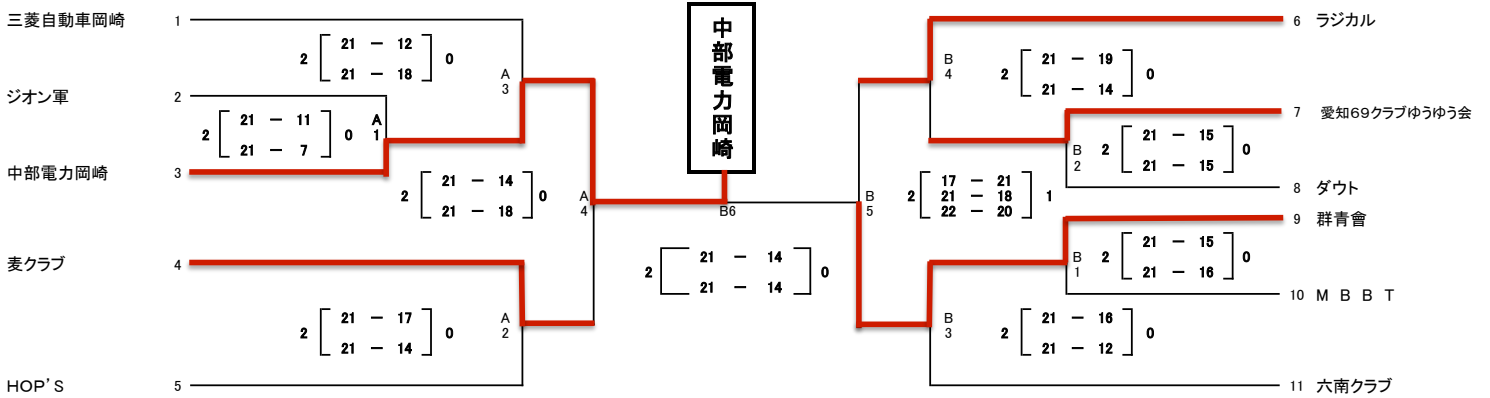 三菱自動車岡崎 1
2 21 － 12 0
21 － 18
A
3
ジオン軍 2
2 21 － 11 0
21 － 7
A
1
中部電力岡崎 3
2 21 － 14 0
21 － 18
A
4
麦クラブ 4
2 21 － 17 0
21 － 14
A
2
HOP'S 5
中部電力岡崎
B6
2 21 － 14 0
21 － 14
6 ラジカル
B
4
2 21 － 19 0
21 － 14
7 愛知69クラブゆうゆう会
B
2
2 21 － 15 0
21 － 15
8 ダウト
B
5
2 17 － 21 1
21 － 18
22 － 20
9 群青會
B
1
2 21 － 15 0
21 － 16
10 M B B T
B
3
2 21 － 16 0
21 － 12
11 六南クラブ